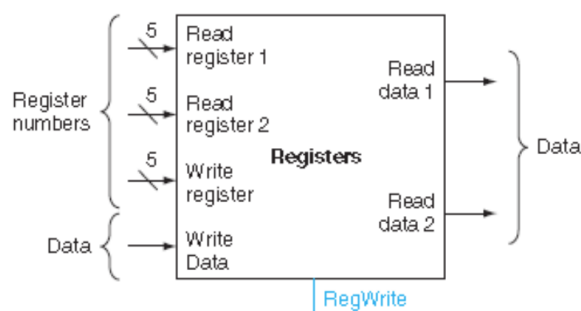 5
Read
register 1
Read
data 1
Register
numbers
5
Read
register 2
Registers
Data
5
Write
register
Read
data 2
Data
Write
Data
RegWrite